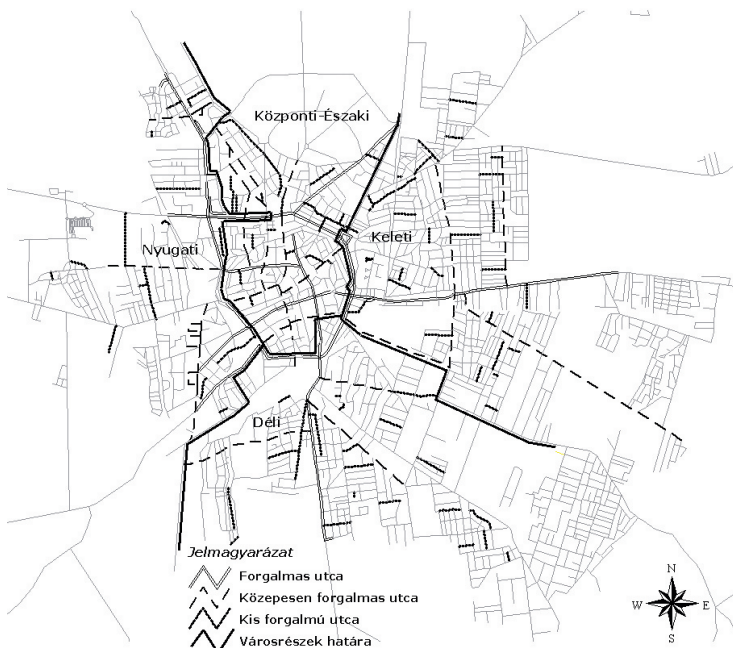 Központi-Északi
Keleti
Nyugati
Déli
Jelmagyarázat
Forgalmas utca
Közepesen forgalmas utca
Kis forgalmú utca
Városrészek határa
N
W E
S